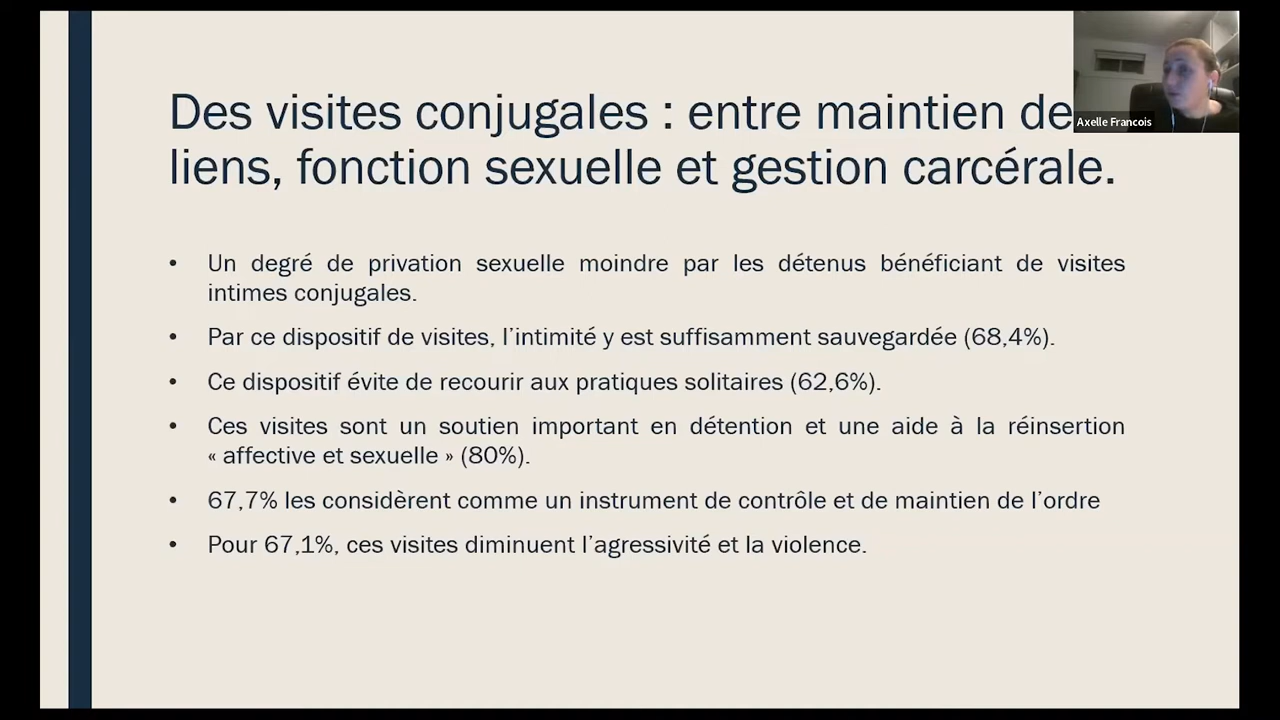 Des visites conjugales : entre maintien de
liens, fonction sexuelle et gestion carcérale.
Axelle Francois
• Un degré de privation sexuelle moindre par les détenus bénéficiant de visites
intimes conjugales.
• Par ce dispositif de visites, l’intimité y est suffisamment sauvegardée (68,4%).
• Ce dispositif évite de recourir aux pratiques solitaires (62,6%).
• Ces visites sont un soutien important en détention et une aide à la réinsertion
« affective et sexuelle » (80%).
• 67,7% les considèrent comme un instrument de contrôle et de maintien de l’ordre
• Pour 67,1%, ces visites diminuent l’agressivité et la violence.